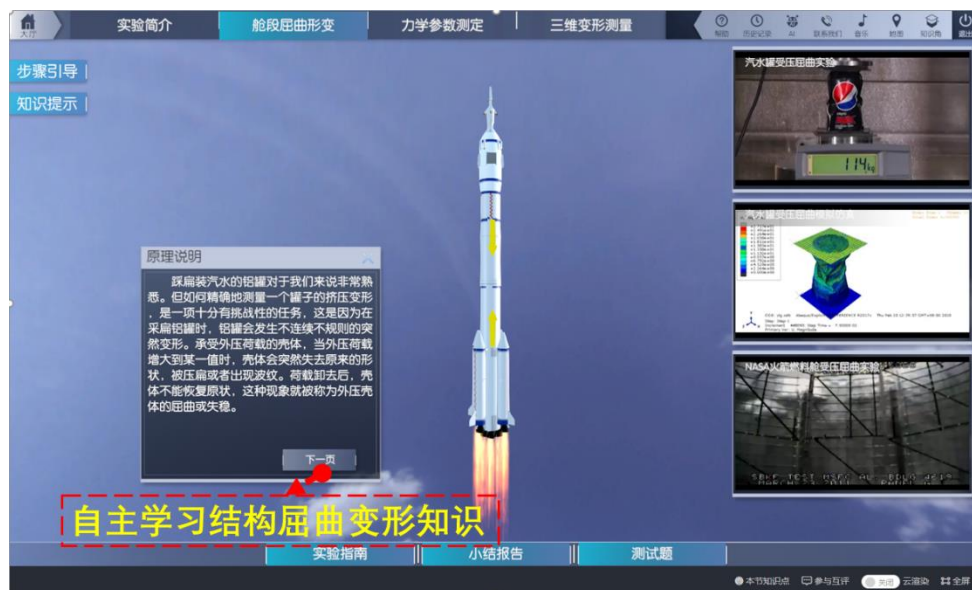 大厅
实验简介
舱段屈曲形变
力学参数测定
三维变形测量
帮助
历史记录
AI
联系我们
音乐
地图
知识角
退出
步骤引导
知识提示
汽水罐受压屈曲实验
114kg
汽水罐受压屈曲模拟仿真
NASA火箭燃料舱受压屈曲实验
原理说明
踩扁装汽水的铝罐对于我们来说非常熟
悉。但如何精确地测量一个罐子的挤压变形
，是一项十分有挑战性的任务，这是因为在
采扁铝罐时，铝罐会发生不连续不规则的突
然变形。承受外压荷载的壳体，当外压荷载
增大到某一值时，壳体会突然失去原来的形
状，被压扁或者出现波纹。荷载卸去后，壳
体不能恢复原状，这种现象就被称为外压壳
体的屈曲或失稳。
下一页
自主学习结构屈曲变形知识
实验指南
小结报告
测试题
本节知识点
参与互评
关闭
云渲染
全屏